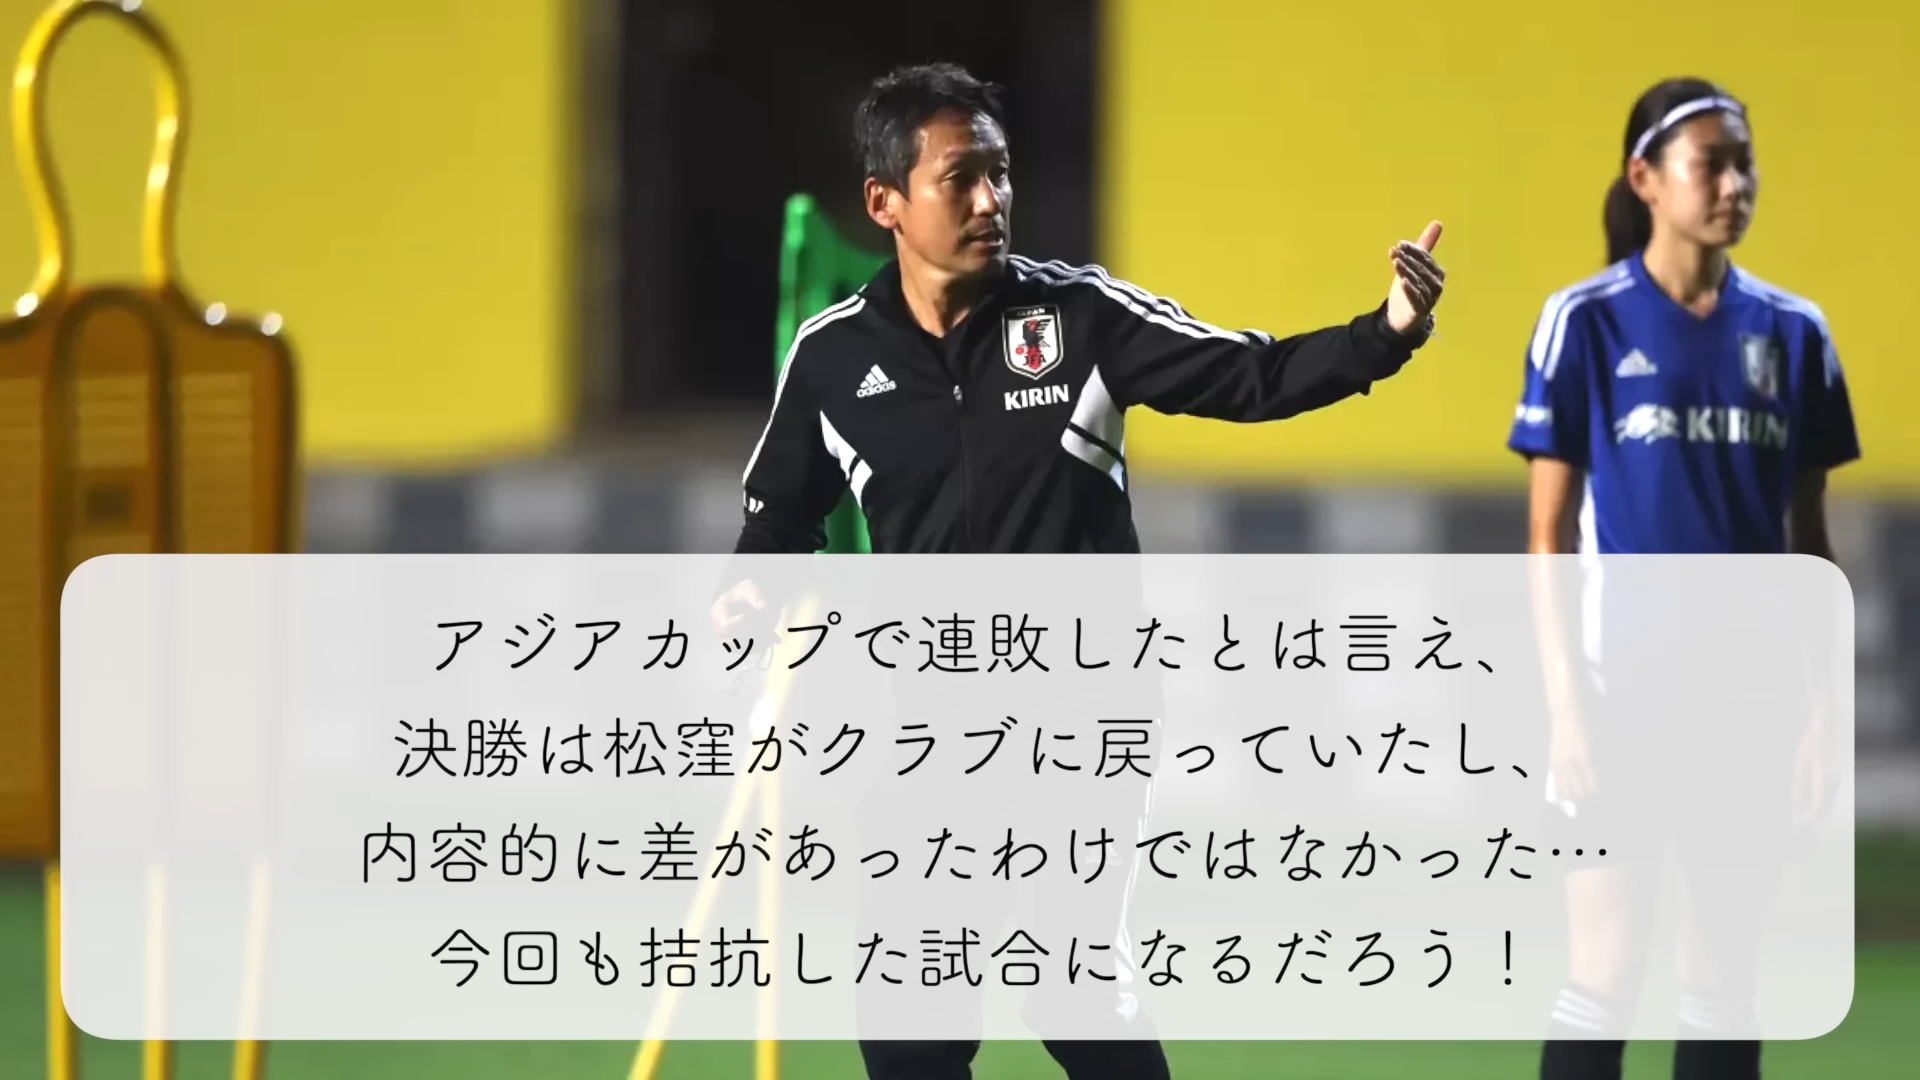 JAPAN
JFA
adidas
KIRIN
KIRIN
アジアカップで連敗したとは言え、
決勝は松窪がクラブに戻っていたし、
内容的に差があったわけではなかった…
今回も拮抗した試合になるだろう！